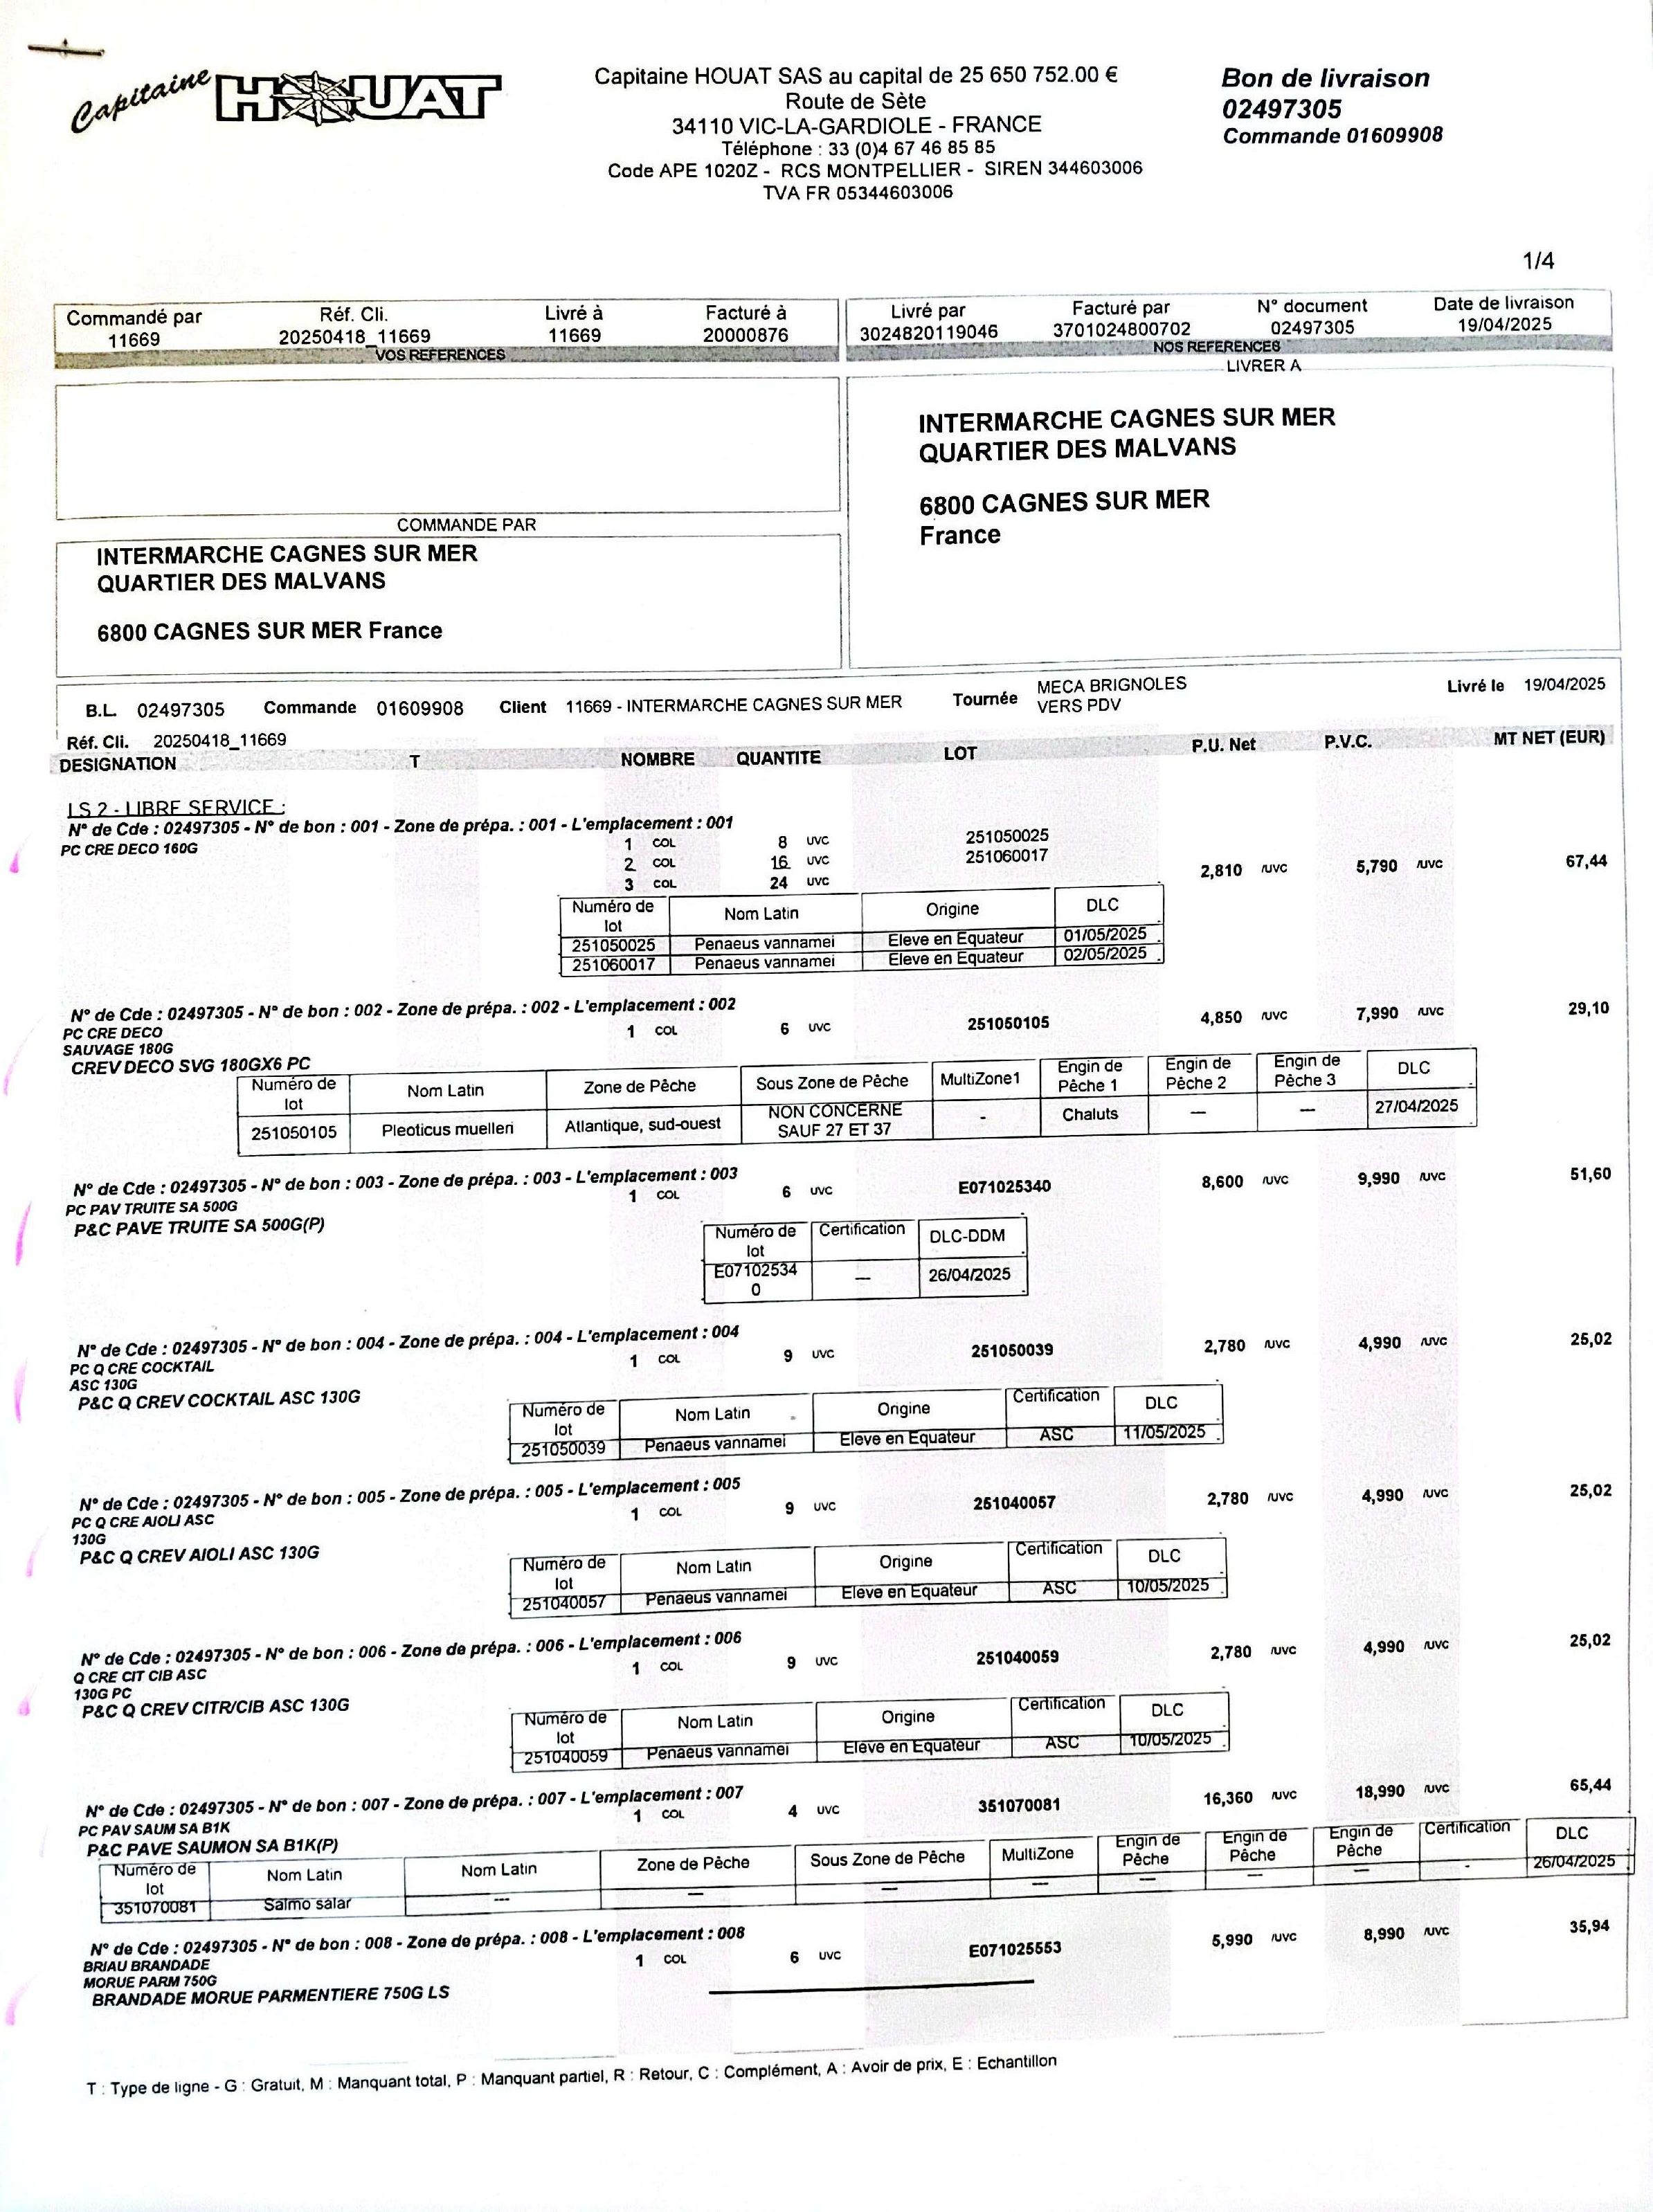 Capitaine HOUAT
Capitaine HOUAT SAS au capital de 25 650 752.00 €
Route de Sète
34110 VIC-LA-GARDIOLE - FRANCE
Téléphone : 33 (0)4 67 46 85 85
Code APE 1020Z - RCS MONTPELLIER - SIREN 344603006
TVA FR 05344603006
Bon de livraison
02497305
Commande 01609908
1/4
Commandé par Réf. Cli. Livré à Facturé à
11669 20250418_11669 11669 20000876
VOS REFERENCES
Livré par Facturé par N° document Date de livraison
3024820119046 3701024800702 02497305 19/04/2025
NOS REFERENCES
LIVRER A
INTERMARCHE CAGNES SUR MER
QUARTIER DES MALVANS
6800 CAGNES SUR MER
France
COMMANDE PAR
INTERMARCHE CAGNES SUR MER
QUARTIER DES MALVANS
6800 CAGNES SUR MER France
B.L. 02497305 Commande 01609908 Client 11669 - INTERMARCHE CAGNES SUR MER Tournée MECA BRIGNOLES Livré le 19/04/2025
VERS PDV
Réf. Cli. 20250418_11669
DESIGNATION T NOMBRE QUANTITE LOT P.U. Net P.V.C. MT NET (EUR)
LS 2 - LIBRE SERVICE :
N° de Cde : 02497305 - N° de bon : 001 - Zone de prépa. : 001 - L'emplacement : 001
PC CRE DECO 160G 1 COL 8 UVC 251050025
2 COL 16 UVC 251060017
3 COL 24 UVC 2,810 /UVC 5,790 /UVC 67,44
Numéro de lot Nom Latin Origine DLC
251050025 Penaeus vannamei Eleve en Equateur 01/05/2025
251060017 Penaeus vannamei Eleve en Equateur 02/05/2025
N° de Cde : 02497305 - N° de bon : 002 - Zone de prépa. : 002 - L'emplacement : 002
PC CRE DECO 1 COL 6 UVC 251050105 4,850 /UVC 7,990 /UVC 29,10
SAUVAGE 180G
CREV DECO SVG 180GX6 PC
Numéro de lot Nom Latin Zone de Pêche Sous Zone de Pêche MultiZone1 Engin de Pêche 1 Engin de Pêche 2 Engin de Pêche 3 DLC
251050105 Pleoticus muelleri Atlantique, sud-ouest NON CONCERNE SAUF 27 ET 37 - Chaluts — — 27/04/2025
N° de Cde : 02497305 - N° de bon : 003 - Zone de prépa. : 003 - L'emplacement : 003
PC PAV TRUITE SA 500G 1 COL 6 UVC E071025340 8,600 /UVC 9,990 /UVC 51,60
P&C PAVE TRUITE SA 500G(P)
Numéro de lot Certification DLC-DDM
E07102534
0 — 26/04/2025
N° de Cde : 02497305 - N° de bon : 004 - Zone de prépa. : 004 - L'emplacement : 004
PC Q CRE COCKTAIL 1 COL 9 UVC 251050039 2,780 /UVC 4,990 /UVC 25,02
ASC 130G
P&C Q CREV COCKTAIL ASC 130G
Numéro de lot Nom Latin Origine Certification DLC
251050039 Penaeus vannamei Eleve en Equateur ASC 11/05/2025
N° de Cde : 02497305 - N° de bon : 005 - Zone de prépa. : 005 - L'emplacement : 005
PC Q CRE AIOLI ASC 1 COL 9 UVC 251040057 2,780 /UVC 4,990 /UVC 25,02
130G
P&C Q CREV AIOLI ASC 130G
Numéro de lot Nom Latin Origine Certification DLC
251040057 Penaeus vannamei Eleve en Equateur ASC 10/05/2025
N° de Cde : 02497305 - N° de bon : 006 - Zone de prépa. : 006 - L'emplacement : 006
Q CRE CIT CIB ASC 1 COL 9 UVC 251040059 2,780 /UVC 4,990 /UVC 25,02
130G PC
P&C Q CREV CITR/CIB ASC 130G
Numéro de lot Nom Latin Origine Certification DLC
251040059 Penaeus vannamei Eleve en Equateur ASC 10/05/2025
N° de Cde : 02497305 - N° de bon : 007 - Zone de prépa. : 007 - L'emplacement : 007
PC PAV SAUM SA B1K 1 COL 4 UVC 351070081 16,360 /UVC 18,990 /UVC 65,44
P&C PAVE SAUMON SA B1K(P)
Numéro de lot Nom Latin Nom Latin Zone de Pêche Sous Zone de Pêche MultiZone Engin de Pêche Engin de Pêche Engin de Pêche Certification DLC
351070081 Salmo salar --- — — — — — — - 26/04/2025
N° de Cde : 02497305 - N° de bon : 008 - Zone de prépa. : 008 - L'emplacement : 008
BRIAU BRANDADE 1 COL 6 UVC E071025553 5,990 /UVC 8,990 /UVC 35,94
MORUE PARM 750G
BRANDADE MORUE PARMENTIERE 750G LS
T : Type de ligne - G : Gratuit, M : Manquant total, P : Manquant partiel, R : Retour, C : Complément, A : Avoir de prix, E : Echantillon